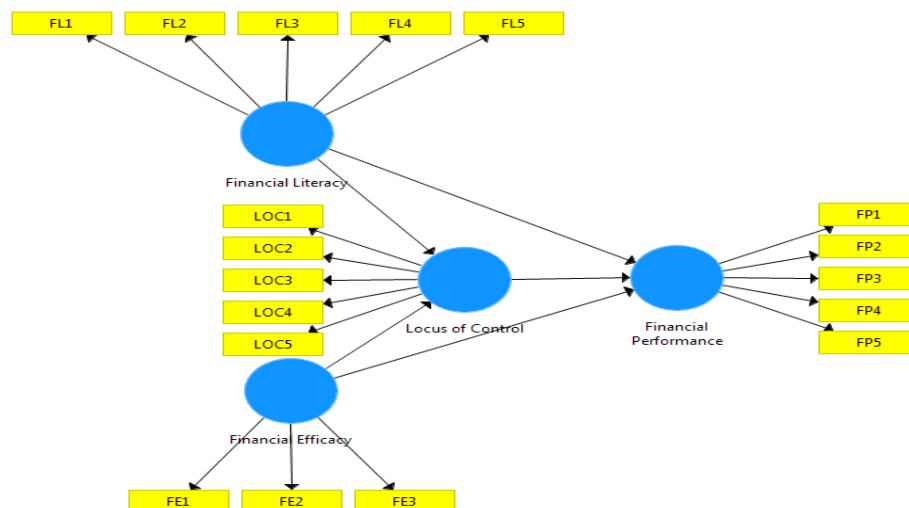 FL1 FL2 FL3 FL4 FL5
Financial Literacy
LOC1
LOC2
LOC3
LOC4
LOC5
Locus of Control
FP1
FP2
FP3
FP4
FP5
Financial
Performance
Financial Efficacy
FE1 FE2 FE3